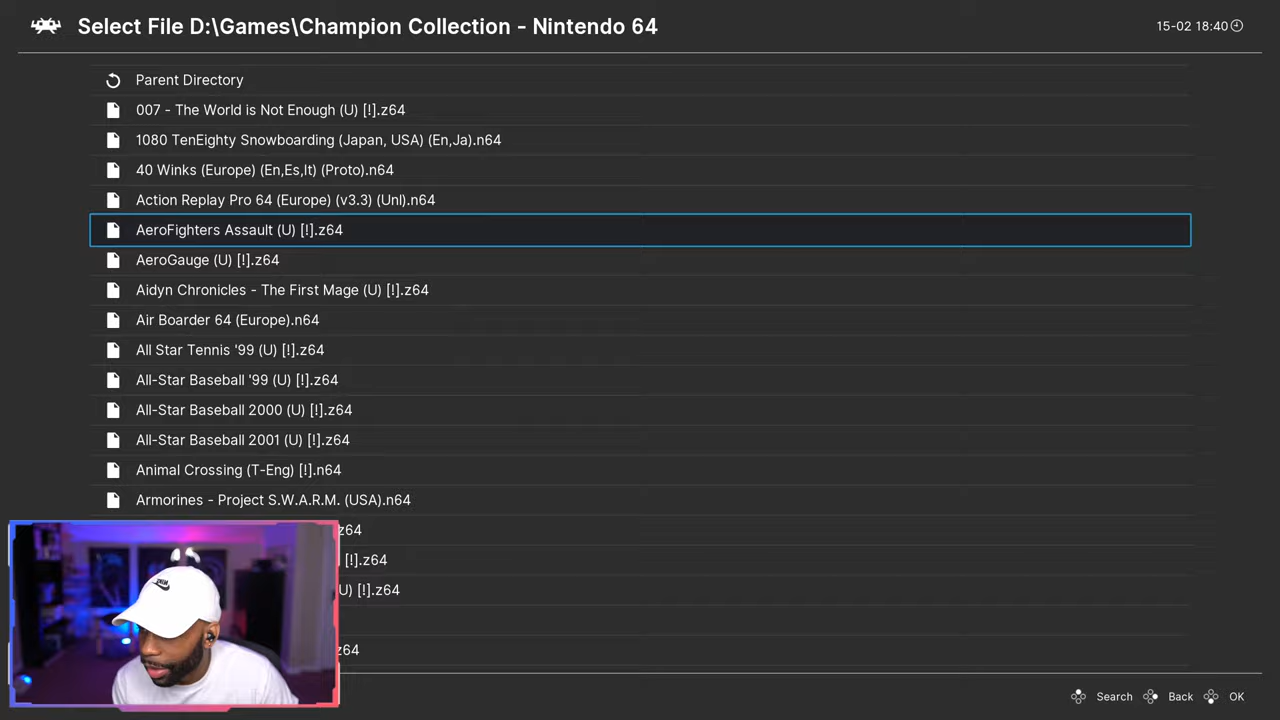 Select File D:\Games\Champion Collection - Nintendo 64
15-02 18:40
Parent Directory
007 - The World is Not Enough (U) [!].z64
1080 TenEighty Snowboarding (Japan, USA) (En,Ja).n64
40 Winks (Europe) (En,Es,It) (Proto).n64
Action Replay Pro 64 (Europe) (v3.3) (Unl).n64
AeroFighters Assault (U) [!].z64
AeroGauge (U) [!].z64
Aidyn Chronicles - The First Mage (U) [!].z64
Air Boarder 64 (Europe).n64
All Star Tennis '99 (U) [!].z64
All-Star Baseball '99 (U) [!].z64
All-Star Baseball 2000 (U) [!].z64
All-Star Baseball 2001 (U) [!].z64
Animal Crossing (T-Eng) [!].n64
Armorines - Project S.W.A.R.M. (USA).n64
z64
[!].z64
U) [!].z64
z64
Search Back OK